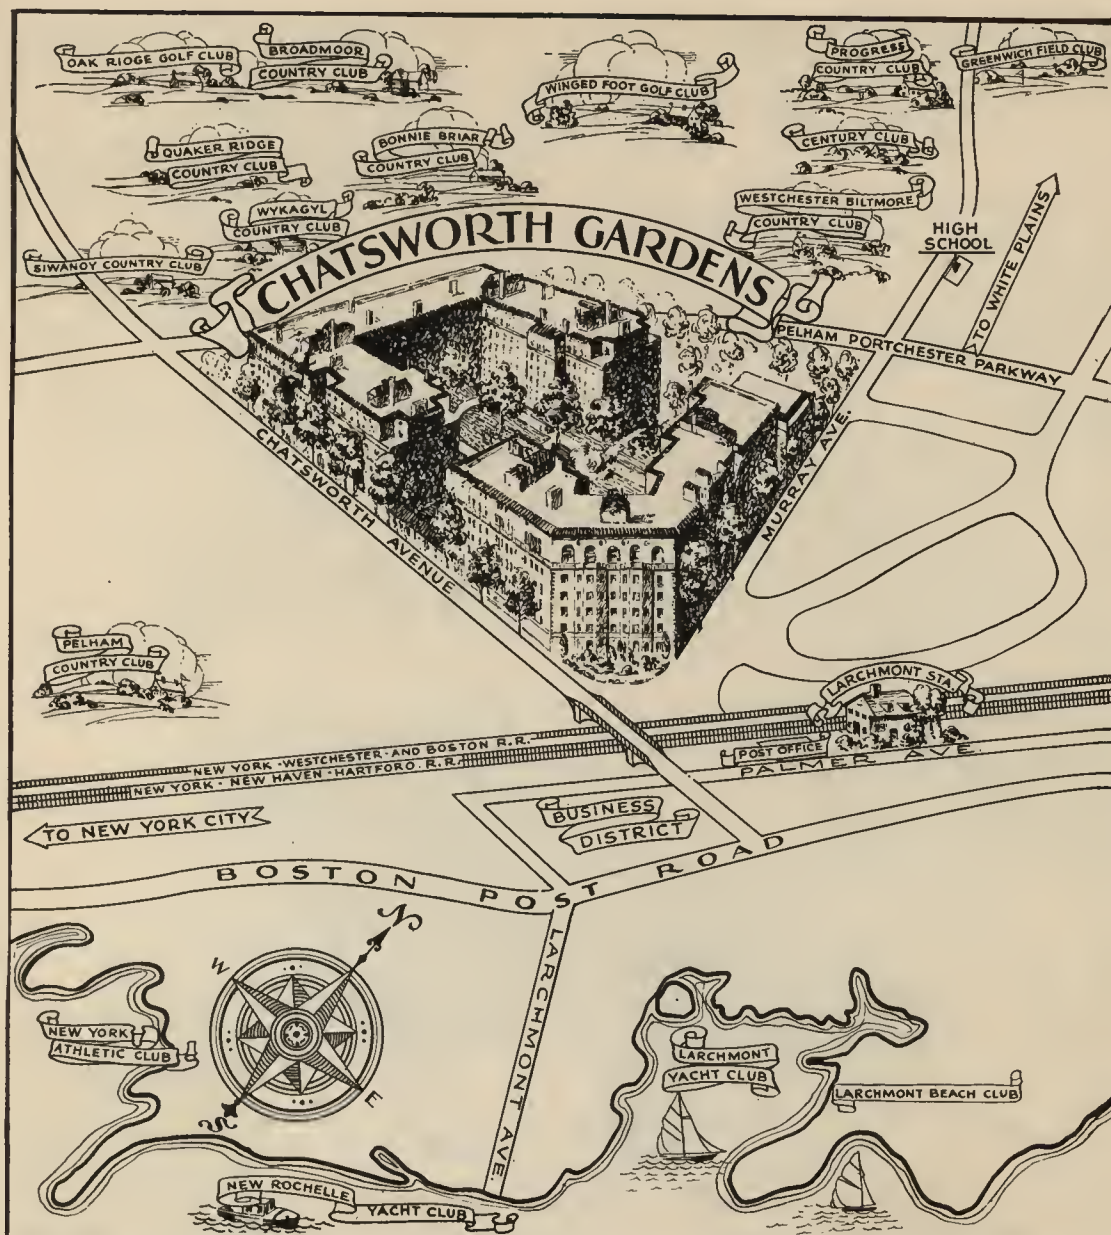 OAK RIDGE GOLF CLUB
BROADMOOR
COUNTRY CLUB
WINGED FOOT GOLF CLUB
PROGRESS
COUNTRY CLUB
GREENWICH FIELD CLUB
QUAKER RIDGE
COUNTRY CLUB
BONNIE BRIAR
COUNTRY CLUB
CENTURY CLUB
WYKAGYL
COUNTRY CLUB
WESTCHESTER BILTMORE
COUNTRY CLUB
SIWANOY COUNTRY CLUB
CHATSWORTH GARDENS
HIGH
SCHOOL
TO WHITE PLAINS
PELHAM PORTCHESTER PARKWAY
CHATSWORTH AVENUE
MURRAY AVE.
PELHAM
COUNTRY CLUB
LARCHMONT STA.
NEW YORK - WESTCHESTER - AND BOSTON R.R.
NEW YORK - NEW HAVEN - HARTFORD. R.R.
POST OFFICE
PALMER AVE.
TO NEW YORK CITY
BUSINESS
DISTRICT
BOSTON POST ROAD
LARCHMONT AVE.
N
W
E
S
NEW YORK
ATHLETIC CLUB
LARCHMONT
YACHT CLUB
LARCHMONT BEACH CLUB
NEW ROCHELLE
YACHT CLUB